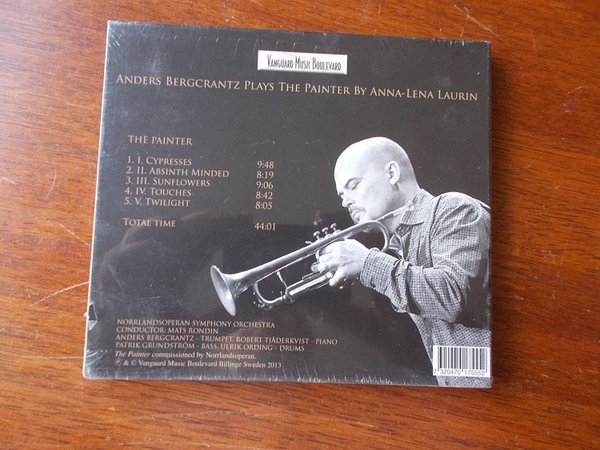 VANGUARD MUSIC BOULEVARD
ANDERS BERGCRANTZ PLAYS THE PAINTER BY ANNA-LENA LAURIN
THE PAINTER
1. I. CYPRESSES 9:48
2. II. ABSINTH MINDED 8:19
3. III. SUNFLOWERS 9:06
4. IV. TOUCHES 8:42
5. V. TWILIGHT 8:05
TOTAL TIME 44:01
NORRLANDSOPERAN SYMPHONY ORCHESTRA
CONDUCTOR: MATS RONDIN
ANDERS BERGCRANTZ - TRUMPET, ROBERT TJÄDERKVIST - PIANO
PATRIK GRUNDSTRÖM - BASS, ULRIK ORDING - DRUMS
The Painter commissioned by Norrlandsoperan.
℗ & © Vanguard Music Boulevard Billinge Sweden 2013
7 320470 175552